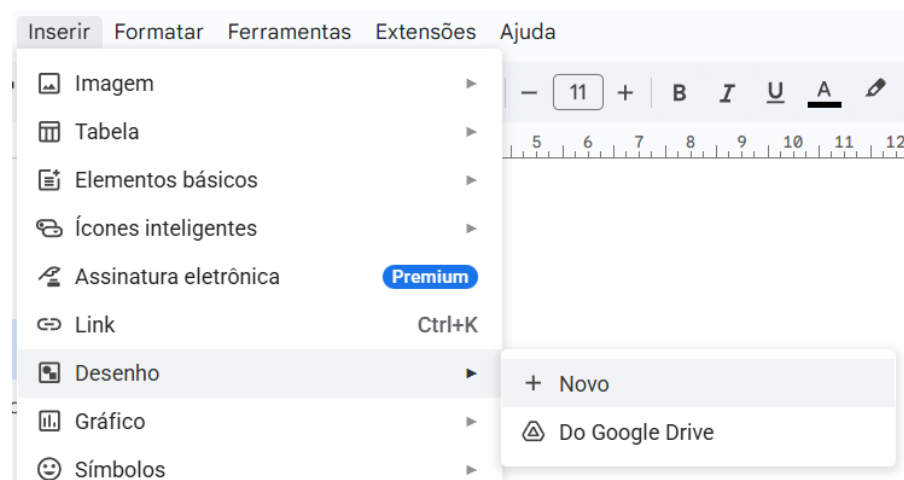 Inserir Formatar Ferramentas Extensões Ajuda
Imagem
11 B I U A
Tabela
5 6 7 8 9 10 11 12
Elementos básicos
Ícones inteligentes
Assinatura eletrônica Premium
Link Ctrl+K
Desenho
Novo
Gráfico
Do Google Drive
Símbolos